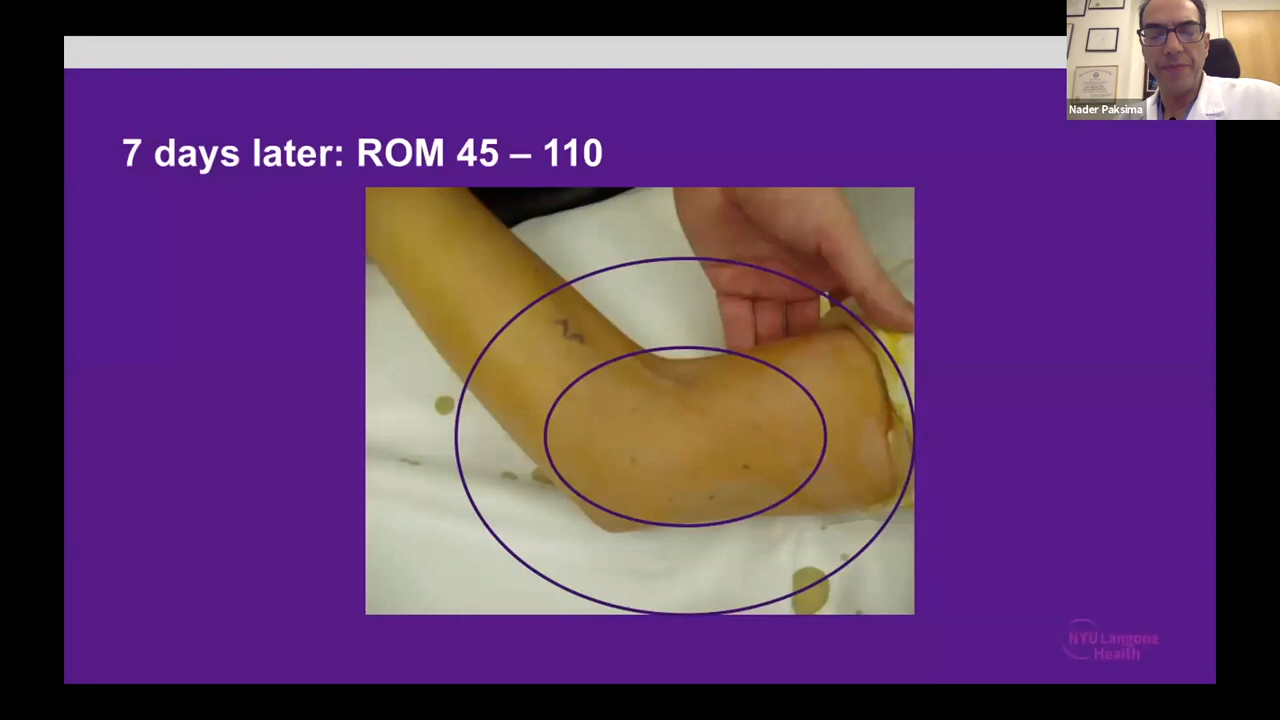 Nader Paksima
7 days later: ROM 45 – 110
NYU Langone
Health